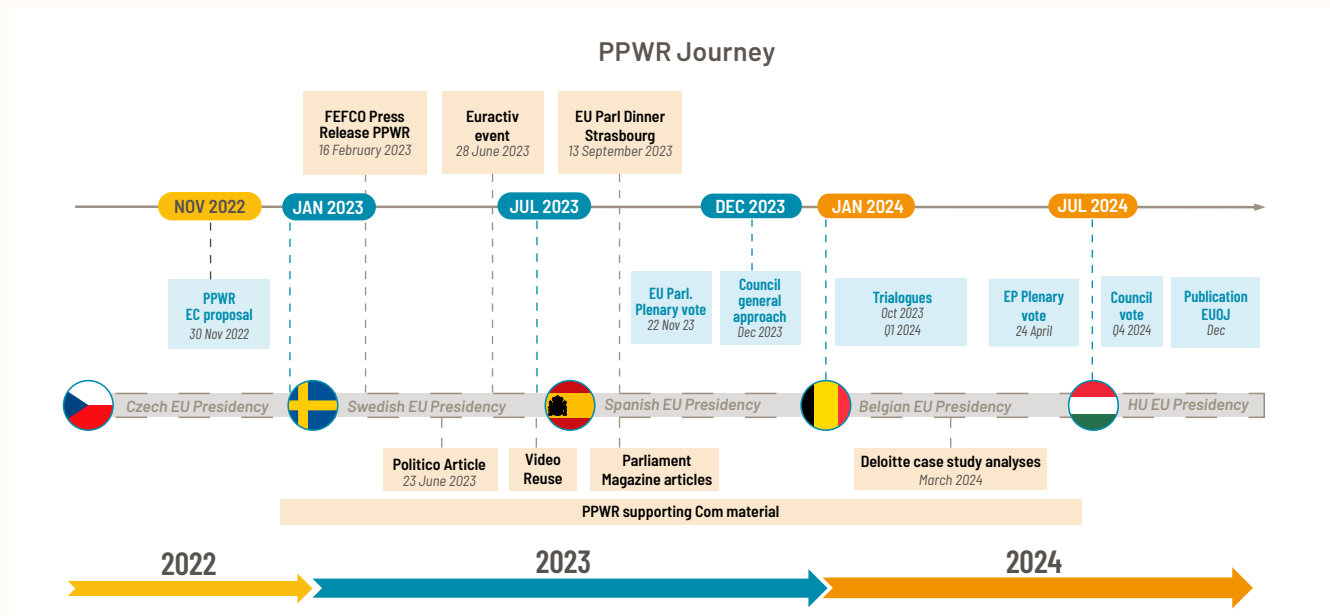 PPWR Journey
FEFCO Press
Release PPWR
16 February 2023
Euractiv
event
28 June 2023
EU Parl Dinner
Strasbourg
13 September 2023
NOV 2022
JAN 2023
JUL 2023
DEC 2023
JAN 2024
JUL 2024
PPWR
EC proposal
30 Nov 2022
EU Parl.
Plenary vote
22 Nov 23
Council
general
approach
Dec 2023
Trialogues
Oct 2023
Q1 2024
EP Plenary
vote
24 April
Council
vote
Q4 2024
Publication
EUOJ
Dec
Czech EU Presidency
Swedish EU Presidency
Spanish EU Presidency
Belgian EU Presidency
HU EU Presidency
Politico Article
23 June 2023
Video
Reuse
Parliament
Magazine articles
Deloitte case study analyses
March 2024
PPWR supporting Com material
2022
2023
2024